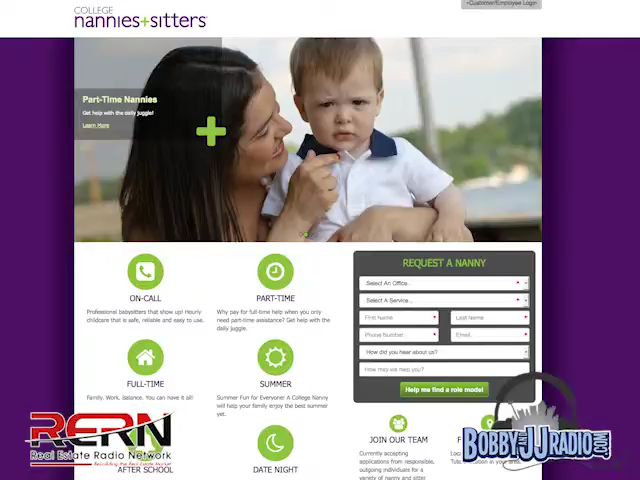 +Customer/Employee Login
COLLEGE
nannies+sitters
Part-Time Nannies
Get help with the daily juggle!
Learn More
ON-CALL
Professional babysitters that show up! Hourly
childcare that is safe, reliable and easy to use.
PART-TIME
Why pay for full-time help when you only
need part-time assistance? Get help with the
daily juggle.
FULL-TIME
Family. Work. Balance. You can have it all!
SUMMER
Summer Fun for Everyone! A College Nanny
will help your family enjoy the best summer
yet.
AFTER SCHOOL
DATE NIGHT
REQUEST A NANNY
Select An Office..
Select A Service...
First Name
Last Name
Phone Number
Email
How did you hear about us?
How may we help you?
Help me find a role model
JOIN OUR TEAM
Currently accepting
applications from responsible,
outgoing individuals for a
variety of nanny and sitter
RERN
Real Estate Radio Network
BOBBY AND JJRADIO.COM